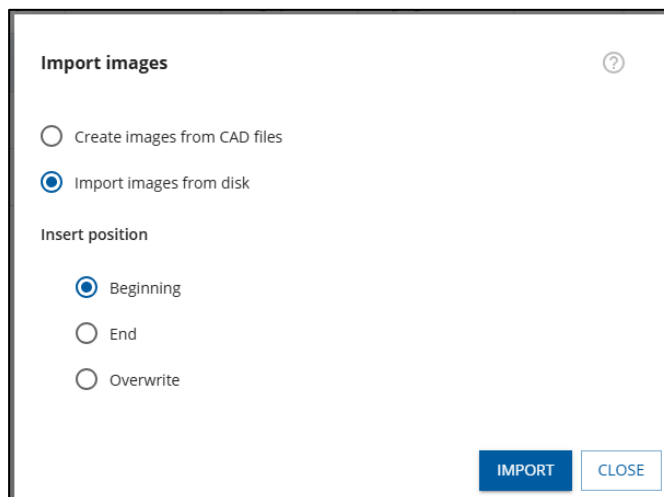 Import images
?
Create images from CAD files
Import images from disk
Insert position
Beginning
End
Overwrite
IMPORT CLOSE